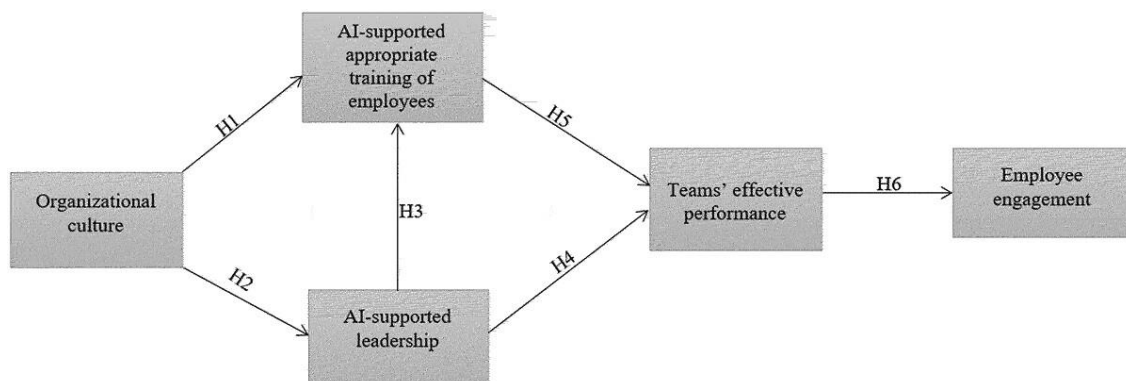 AI-supported
appropriate
training of
employees
H1
H5
Organizational
culture
H3
Teams’ effective
performance
H6
Employee
engagement
H2
H4
AI-supported
leadership